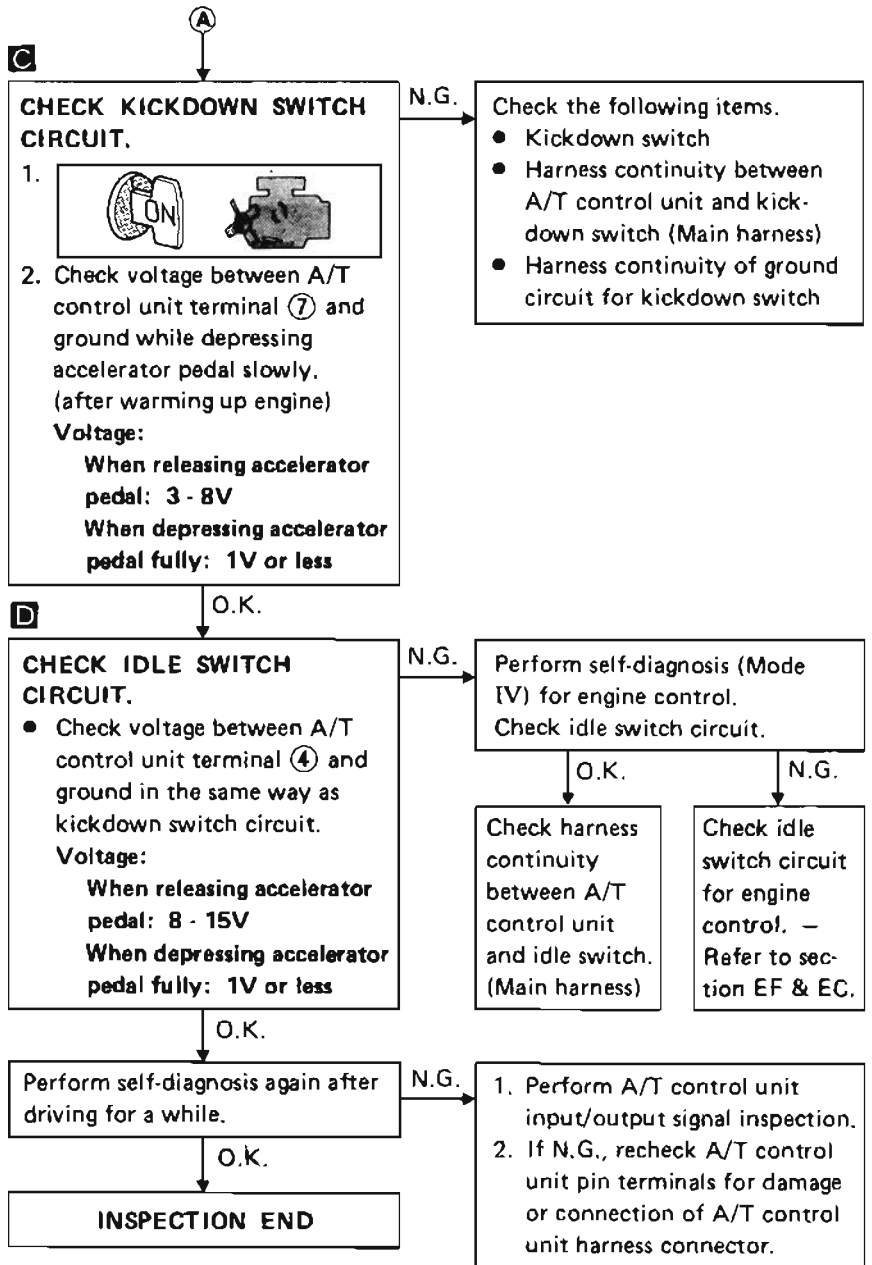 A
C
CHECK KICKDOWN SWITCH
CIRCUIT.
1.
ON
2. Check voltage between A/T
control unit terminal ⑦ and
ground while depressing
accelerator pedal slowly.
(after warming up engine)
Voltage:
When releasing accelerator
pedal: 3 - 8V
When depressing accelerator
pedal fully: 1V or less
N.G.
Check the following items.
● Kickdown switch
● Harness continuity between
A/T control unit and kick-
down switch (Main harness)
● Harness continuity of ground
circuit for kickdown switch
O.K.
D
CHECK IDLE SWITCH
CIRCUIT.
● Check voltage between A/T
control unit terminal ④ and
ground in the same way as
kickdown switch circuit.
Voltage:
When releasing accelerator
pedal: 8 - 15V
When depressing accelerator
pedal fully: 1V or less
N.G.
Perform self-diagnosis (Mode
IV) for engine control.
Check idle switch circuit.
O.K.
Check harness
continuity
between A/T
control unit
and idle switch.
(Main harness)
N.G.
Check idle
switch circuit
for engine
control. –
Refer to sec-
tion EF & EC.
O.K.
Perform self-diagnosis again after
driving for a while.
N.G.
1. Perform A/T control unit
input/output signal inspection.
2. If N.G., recheck A/T control
unit pin terminals for damage
or connection of A/T control
unit harness connector.
O.K.
INSPECTION END